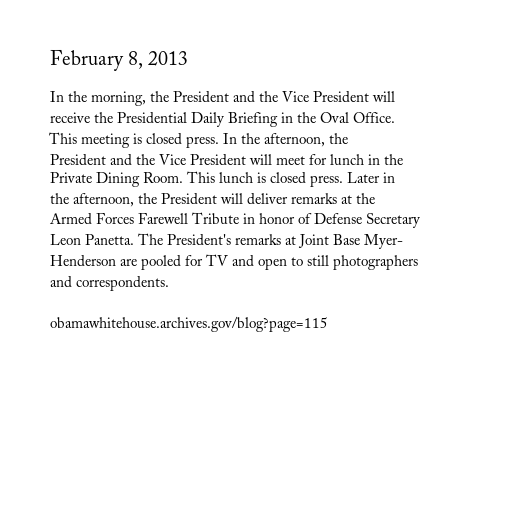 February 8, 2013
In the morning, the President and the Vice President will
receive the Presidential Daily Briefing in the Oval Office.
This meeting is closed press. In the afternoon, the
President and the Vice President will meet for lunch in the
Private Dining Room. This lunch is closed press. Later in
the afternoon, the President will deliver remarks at the
Armed Forces Farewell Tribute in honor of Defense Secretary
Leon Panetta. The President's remarks at Joint Base Myer-
Henderson are pooled for TV and open to still photographers
and correspondents.
obamawhitehouse.archives.gov/blog?page=115